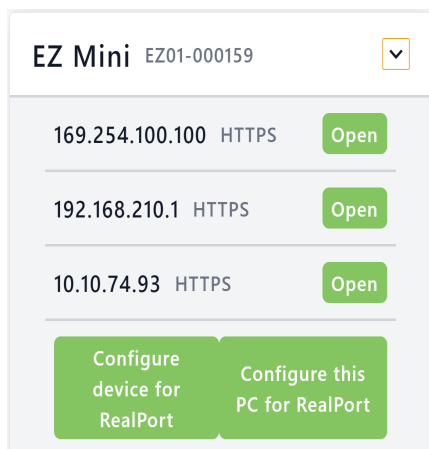 EZ Mini EZ01-000159
169.254.100.100 HTTPS Open
192.168.210.1 HTTPS Open
10.10.74.93 HTTPS Open
Configure
device for
RealPort
Configure this
PC for RealPort